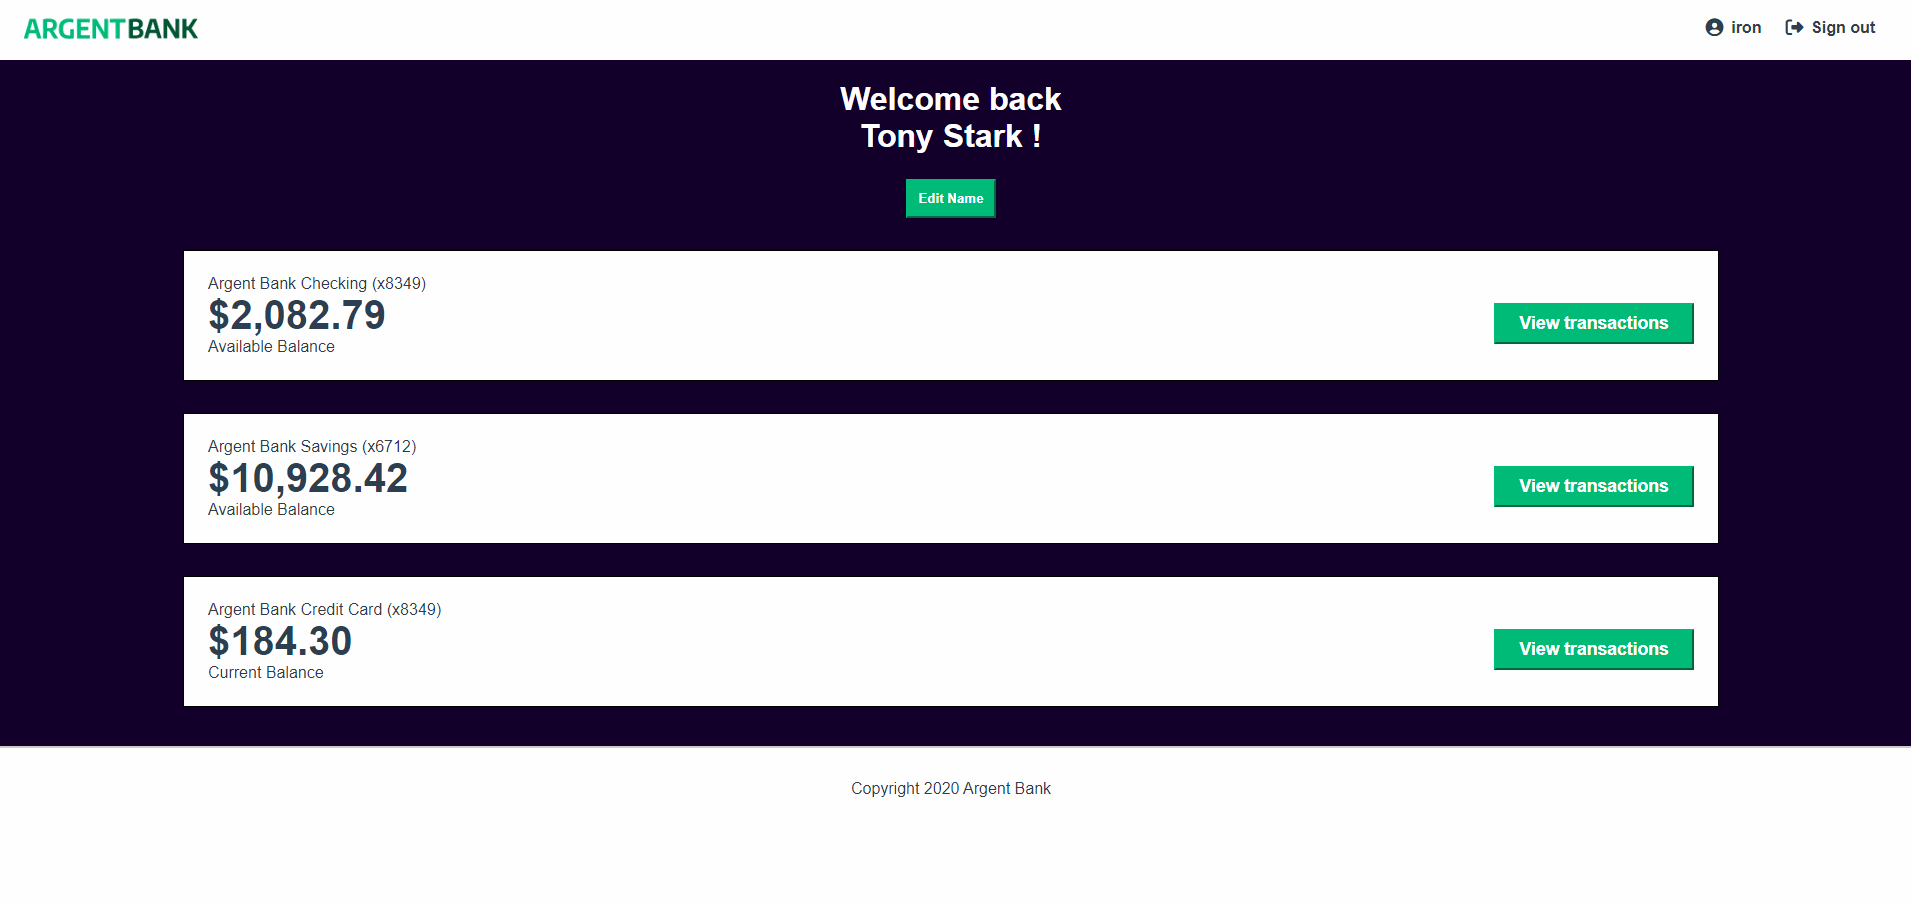 ARGENTBANK
iron
Sign out
Welcome back
Tony Stark !
Edit Name
Argent Bank Checking (x8349)
$2,082.79
Available Balance
View transactions
Argent Bank Savings (x6712)
$10,928.42
Available Balance
View transactions
Argent Bank Credit Card (x8349)
$184.30
Current Balance
View transactions
Copyright 2020 Argent Bank